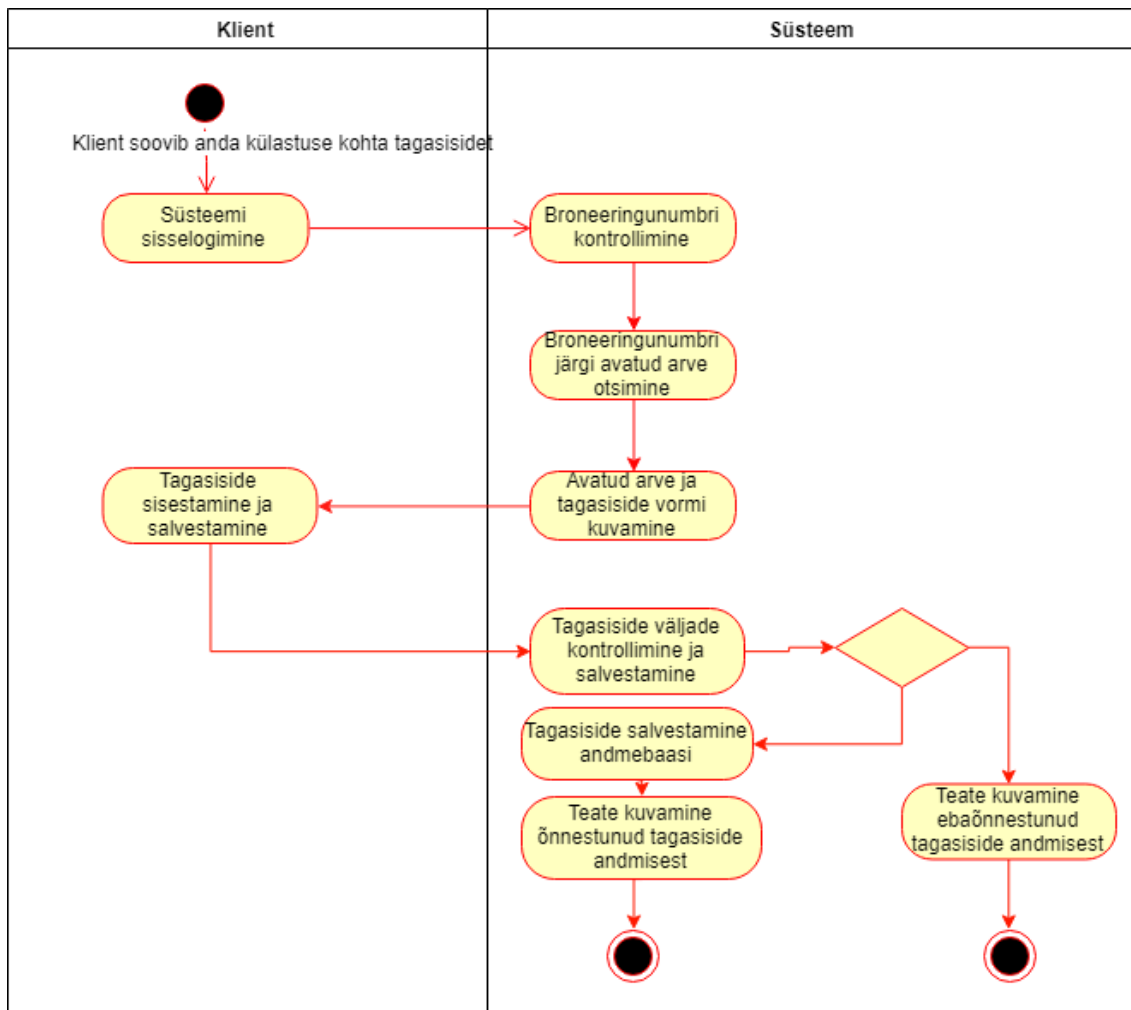 Klient
Süsteem
Klient soovib anda külastuse kohta tagasisidet
Süsteemi
sisselogimine
Broneeringunumbri
kontrollimine
Broneeringunumbri
järgi avatud arve
otsimine
Avatud arve ja
tagasiside vormi
kuvamine
Tagasiside
sisestamine ja
salvestamine
Tagasiside väljade
kontrollimine ja
salvestamine
Tagasiside salvestamine
andmebaasi
Teate kuvamine
õnnestunud tagasiside
andmisest
Teate kuvamine
ebaõnnestunud
tagasiside andmisest